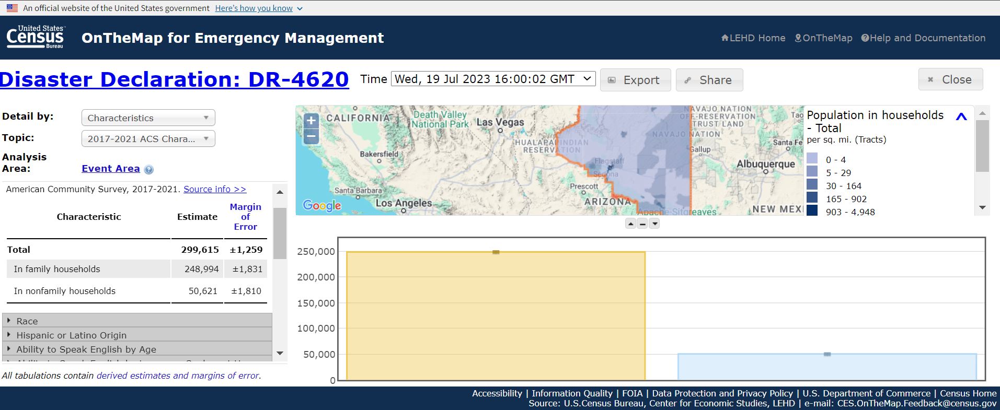 An official website of the United States government Here's how you know
United States
Census
Bureau
OnTheMap for Emergency Management
LEHD Home OnTheMap Help and Documentation
Disaster Declaration: DR-4620
Time Wed, 19 Jul 2023 16:00:02 GMT Export Share Close
Detail by: Characteristics
Topic: 2017-2021 ACS Chara...
Analysis
Area: Event Area
American Community Survey, 2017-2021. Source info >>
Characteristic Estimate Margin of Error
Total 299,615 ±1,259
In family households 248,994 ±1,831
In nonfamily households 50,621 ±1,810
Race
Hispanic or Latino Origin
Ability to Speak English by Age
All tabulations contain derived estimates and margins of error.
+
−
CALIFORNIA
Death Valley
National Park
Las Vegas
HUALAPAI INDIAN
RESERVATION
Bakersfield
Santa Barbara
Los Angeles
Google
Flagstaff
Sedona
Prescott
ARIZONA
Apache-Sitgreaves
NAVAJO NATION
OFF-RESERVATION
TRUST LAND
NAVAJO NATION
Gallup
Albuquerque
Santa Fe
Tao
NEW MEXI
Population in households
- Total
per sq. mi. (Tracts)
0 - 4
5 - 29
30 - 164
165 - 902
903 - 4,948
250,000
200,000
150,000
100,000
50,000
0
Accessibility | Information Quality | FOIA | Data Protection and Privacy Policy | U.S. Department of Commerce | Census Home
Source: U.S.Census Bureau, Center for Economic Studies, LEHD | e-mail: CES.OnTheMap.Feedback@census.gov